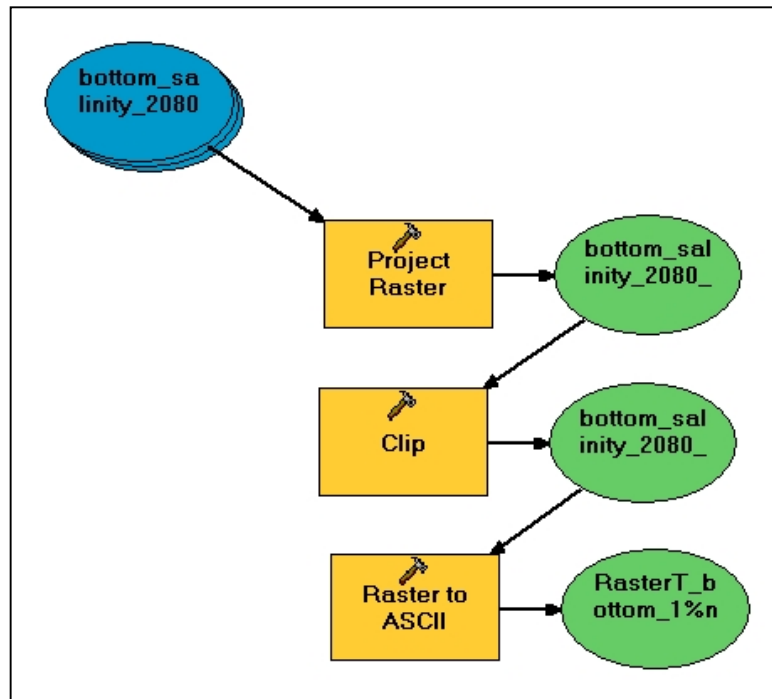 bottom_sa
linity_2080
Project
Raster
bottom_sal
inity_2080_
Clip
bottom_sal
inity_2080_
Raster to
ASCII
RasterT_b
ottom_1%n